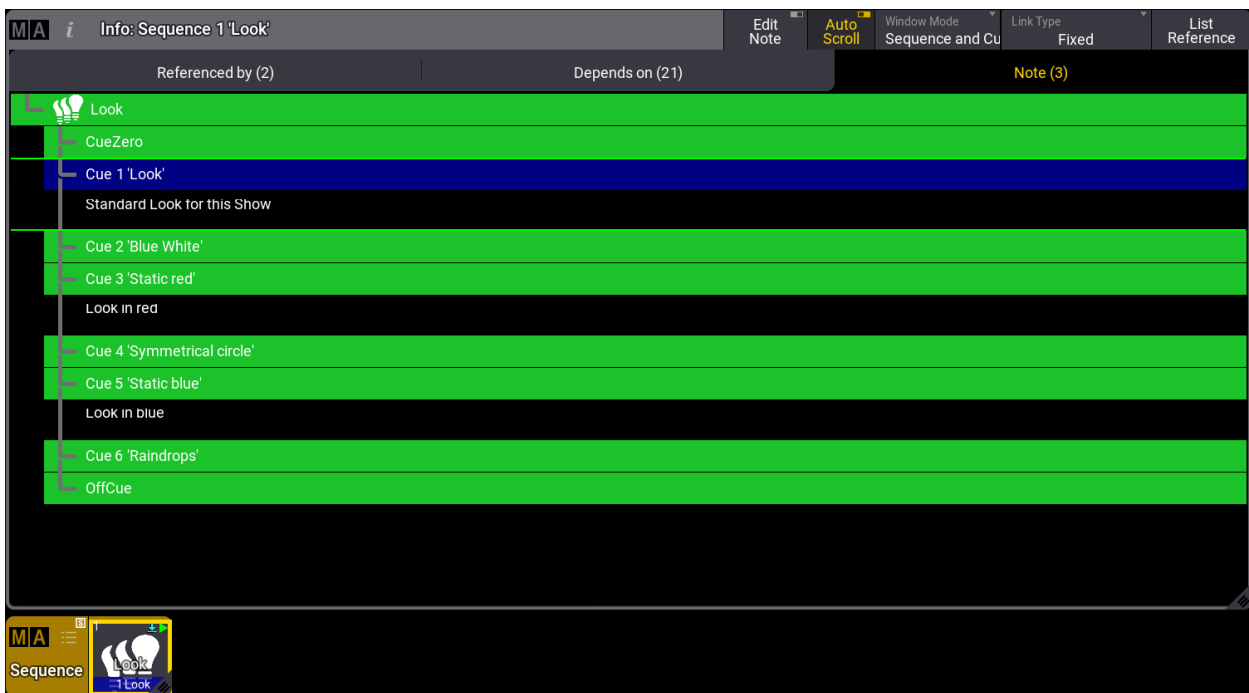 MA i Info: Sequence 1 'Look'
Edit Note
Auto Scroll
Window Mode
Sequence and Cu
Link Type
Fixed
List Reference
Referenced by (2)
Depends on (21)
Note (3)
Look
CueZero
Cue 1 'Look'
Standard Look for this Show
Cue 2 'Blue White'
Cue 3 'Static red'
Look in red
Cue 4 'Symmetrical circle'
Cue 5 'Static blue'
Look in blue
Cue 6 'Raindrops'
OffCue
MA
S
Sequence
1
Look
1 Look